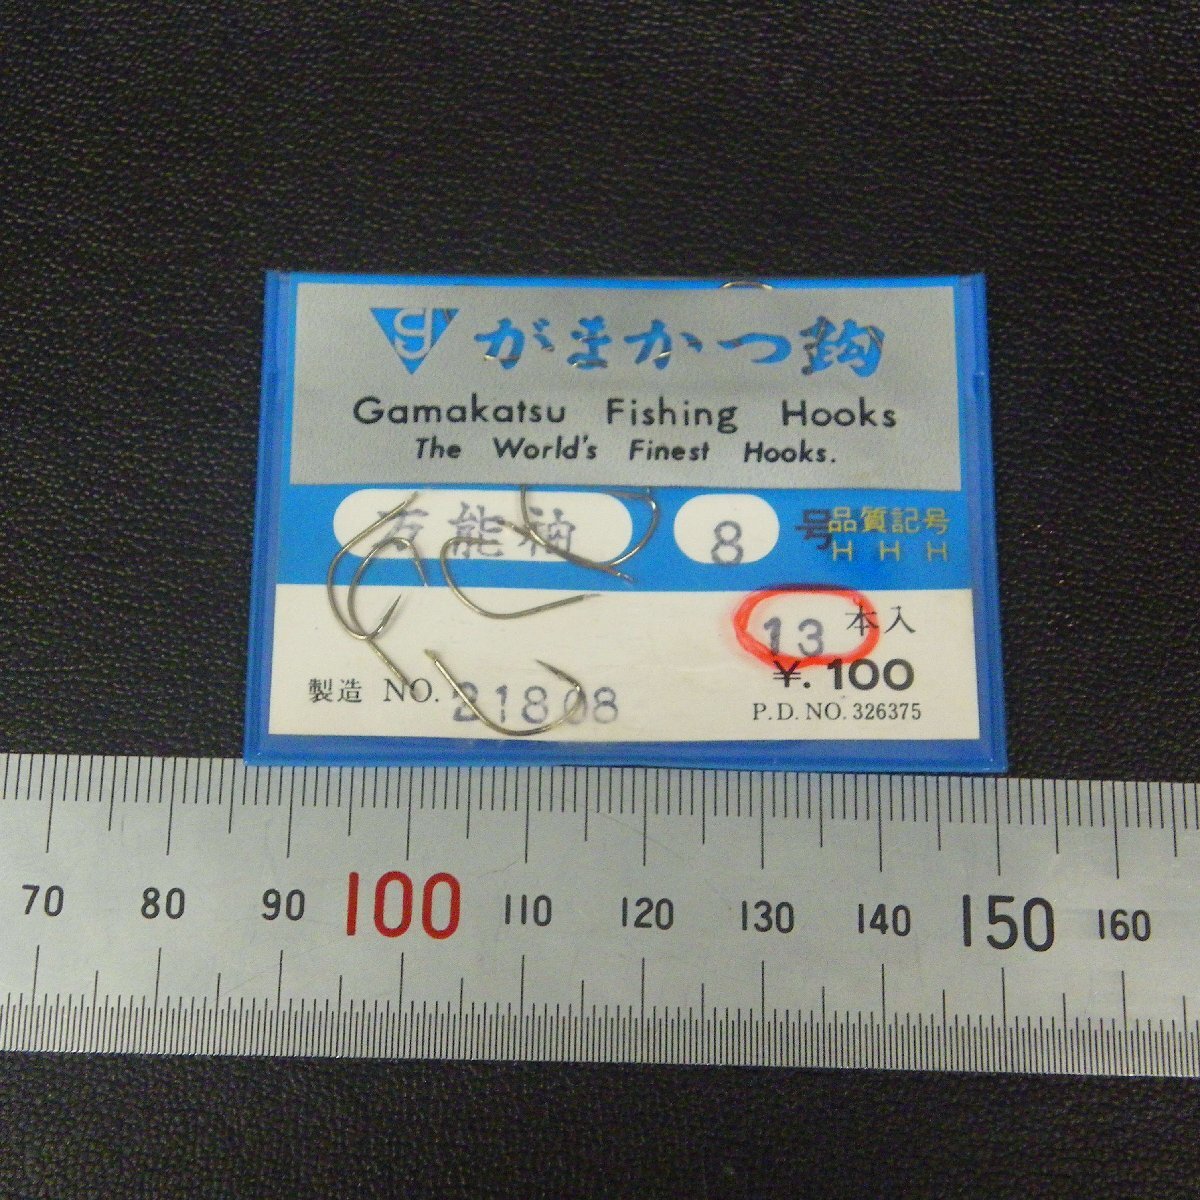 g がまかつ鈎
Gamakatsu Fishing Hooks
The World's Finest Hooks.
万能袖 8 号 品質記号
H H H
13 本入
¥.100
製造 NO. 21808
P.D. NO. 326375
70 80 90 100 110 120 130 140 150 160